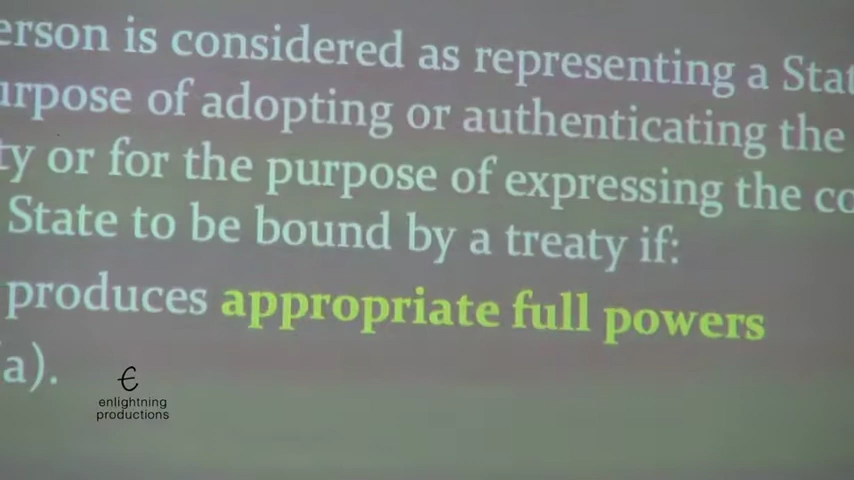 erson is considered as representing a Stat
urpose of adopting or authenticating the
ty or for the purpose of expressing the co
State to be bound by a treaty if:
produces appropriate full powers
a).
enlightning
productions